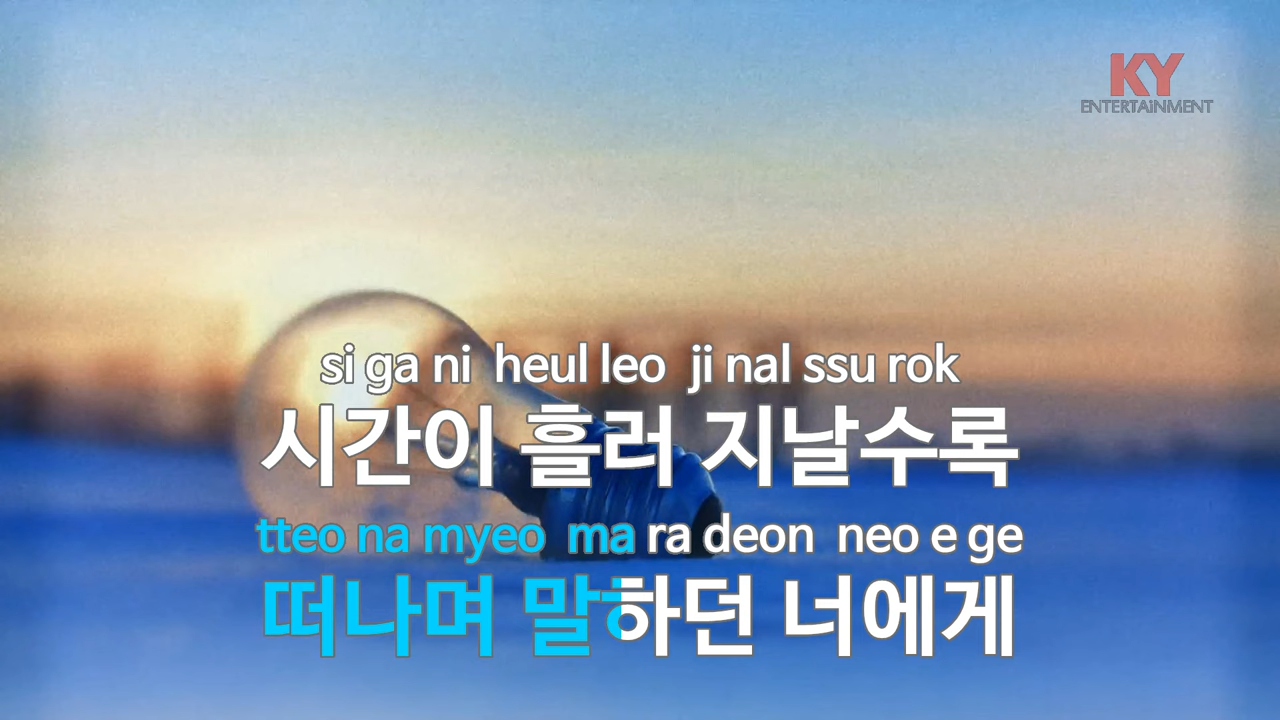 KY
ENTERTAiNMENT
si ga ni heul leo ji nal ssu rok
시간이 흘러 지날수록
tteo na myeo ma ra deon neo e ge
떠나며 말하던 너에게